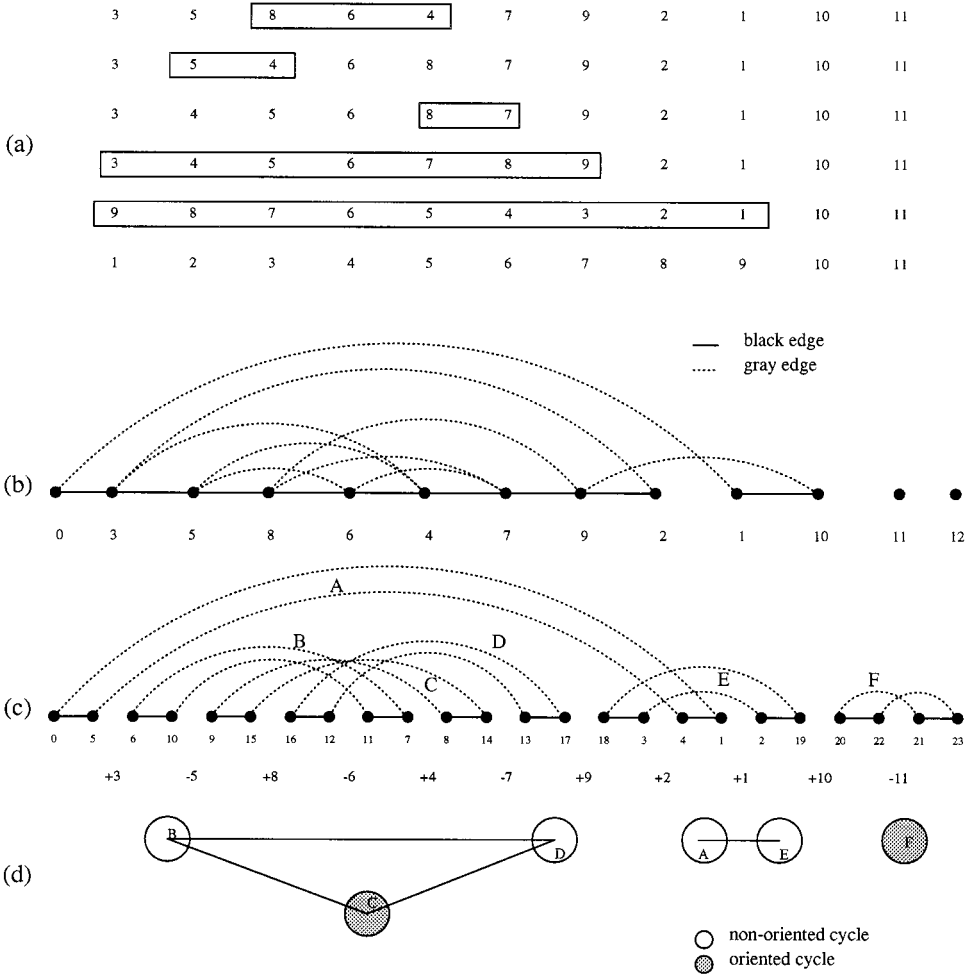 3 5 8 6 4 7 9 2 1 10 11
3 5 4 6 8 7 9 2 1 10 11
3 4 5 6 8 7 9 2 1 10 11
(a)
3 4 5 6 7 8 9 2 1 10 11
9 8 7 6 5 4 3 2 1 10 11
1 2 3 4 5 6 7 8 9 10 11
black edge
gray edge
(b)
0 3 5 8 6 4 7 9 2 1 10 11 12
A
B D
C E F
(c)
0 5 6 10 9 15 16 12 11 7 8 14 13 17 18 3 4 1 2 19 20 22 21 23
+3 -5 +8 -6 +4 -7 +9 +2 +1 +10 -11
B D A E F
(d)
C
non-oriented cycle
oriented cycle